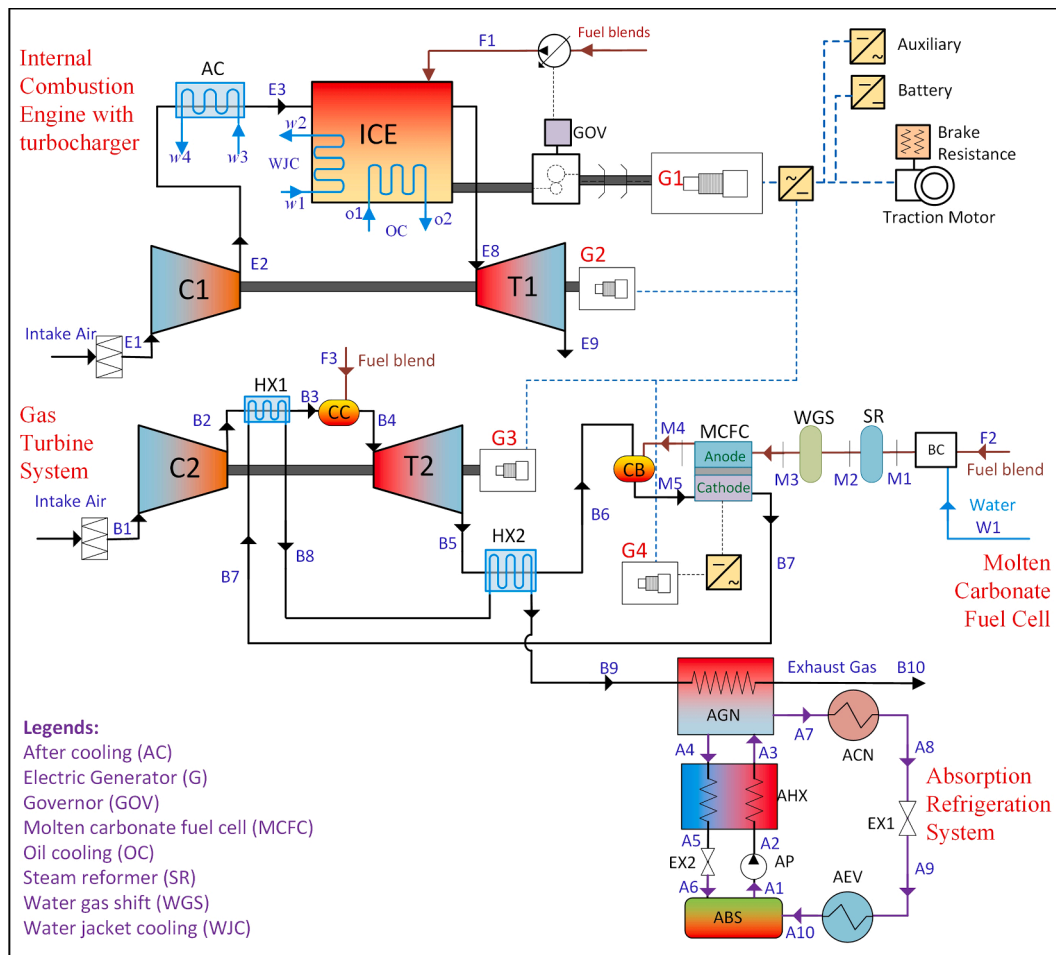 Internal
Combustion
Engine with
turbocharger
AC
E3
w4
w3
F1
Fuel blends
ICE
w2
WJC
w1
o1
o2
OC
GOV
G1
Auxiliary
Battery
Brake
Resistance
Traction Motor
E2
E8
C1
T1
G2
Intake Air
E1
E9
F3
Fuel blend
HX1
B3
CC
B2
B4
Gas
Turbine
System
C2
T2
G3
Intake Air
B1
B5
HX2
B6
B7
B8
M4
MCFC
Anode
Cathode
CB
M5
WGS
SR
M3
M2
M1
BC
F2
Fuel blend
Water
W1
G4
B7
Molten
Carbonate
Fuel Cell
B9
Exhaust Gas
B10
AGN
A7
ACN
A8
A4
A3
AHX
Absorption
Refrigeration
System
EX1
A5
A2
EX2
AP
A9
A6
A1
AEV
ABS
A10
Legends:
After cooling (AC)
Electric Generator (G)
Governor (GOV)
Molten carbonate fuel cell (MCFC)
Oil cooling (OC)
Steam reformer (SR)
Water gas shift (WGS)
Water jacket cooling (WJC)